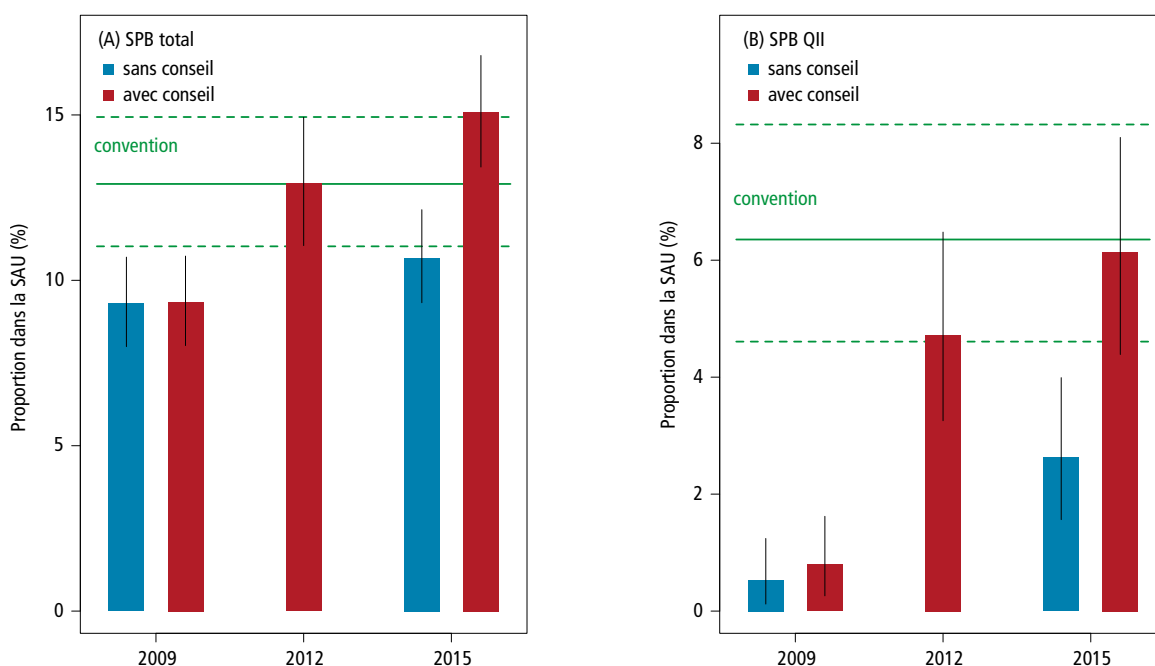 (A) SPB total
sans conseil
avec conseil
convention
Proportion dans la SAU (%)
15
10
5
0
2009 2012 2015
(B) SPB QII
sans conseil
avec conseil
convention
Proportion dans la SAU (%)
8
6
4
2
0
2009 2012 2015